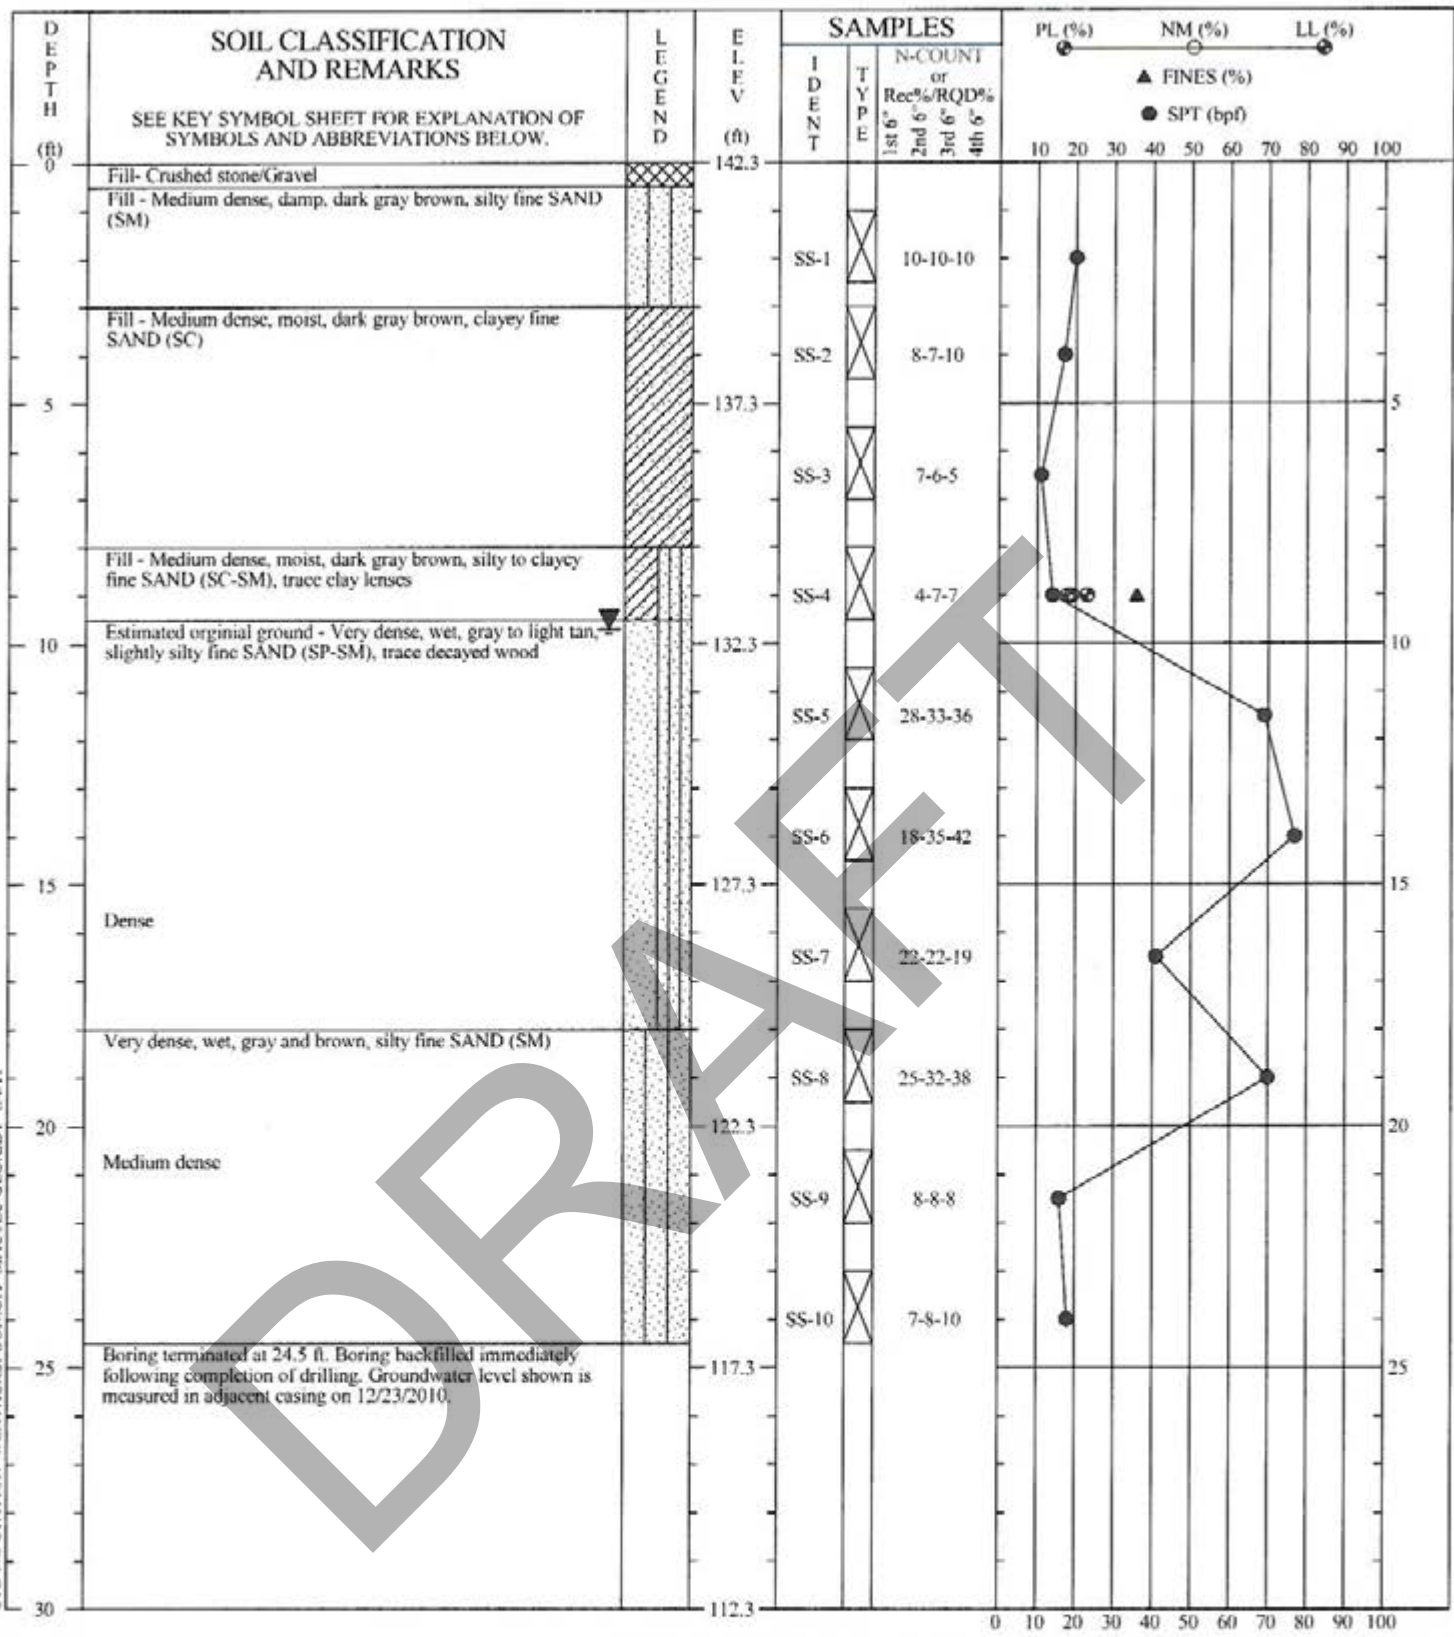 DEPTH (ft)
SOIL CLASSIFICATION
AND REMARKS
SEE KEY SYMBOL SHEET FOR EXPLANATION OF
SYMBOLS AND ABBREVIATIONS BELOW.
LEGEND
ELEV (ft)
SAMPLES
IDENT
TYPE
N-COUNT
or
Rec%/RQD%
1st 6"
2nd 6"
3rd 6"
4th 6"
PL (%) NM (%) LL (%)
▲ FINES (%)
● SPT (bpf)
10 20 30 40 50 60 70 80 90 100
0
142.3
Fill- Crushed stone/Gravel
Fill - Medium dense, damp, dark gray brown, silty fine SAND
(SM)
SS-1 10-10-10
Fill - Medium dense, moist, dark gray brown, clayey fine
SAND (SC)
SS-2 8-7-10
5 137.3 5
SS-3 7-6-5
Fill - Medium dense, moist, dark gray brown, silty to clayey
fine SAND (SC-SM), trace clay lenses
SS-4 4-7-7
Estimated orginial ground - Very dense, wet, gray to light tan,
slightly silty fine SAND (SP-SM), trace decayed wood
10 132.3 10
SS-5 28-33-36
SS-6 18-35-42
15 127.3 15
Dense
SS-7 22-22-19
Very dense, wet, gray and brown, silty fine SAND (SM)
SS-8 25-32-38
20 122.3 20
Medium dense
SS-9 8-8-8
SS-10 7-8-10
Boring terminated at 24.5 ft. Boring backfilled immediately
following completion of drilling. Groundwater level shown is
measured in adjacent casing on 12/23/2010.
25 117.3 25
30 112.3
0 10 20 30 40 50 60 70 80 90 100
DRAFT